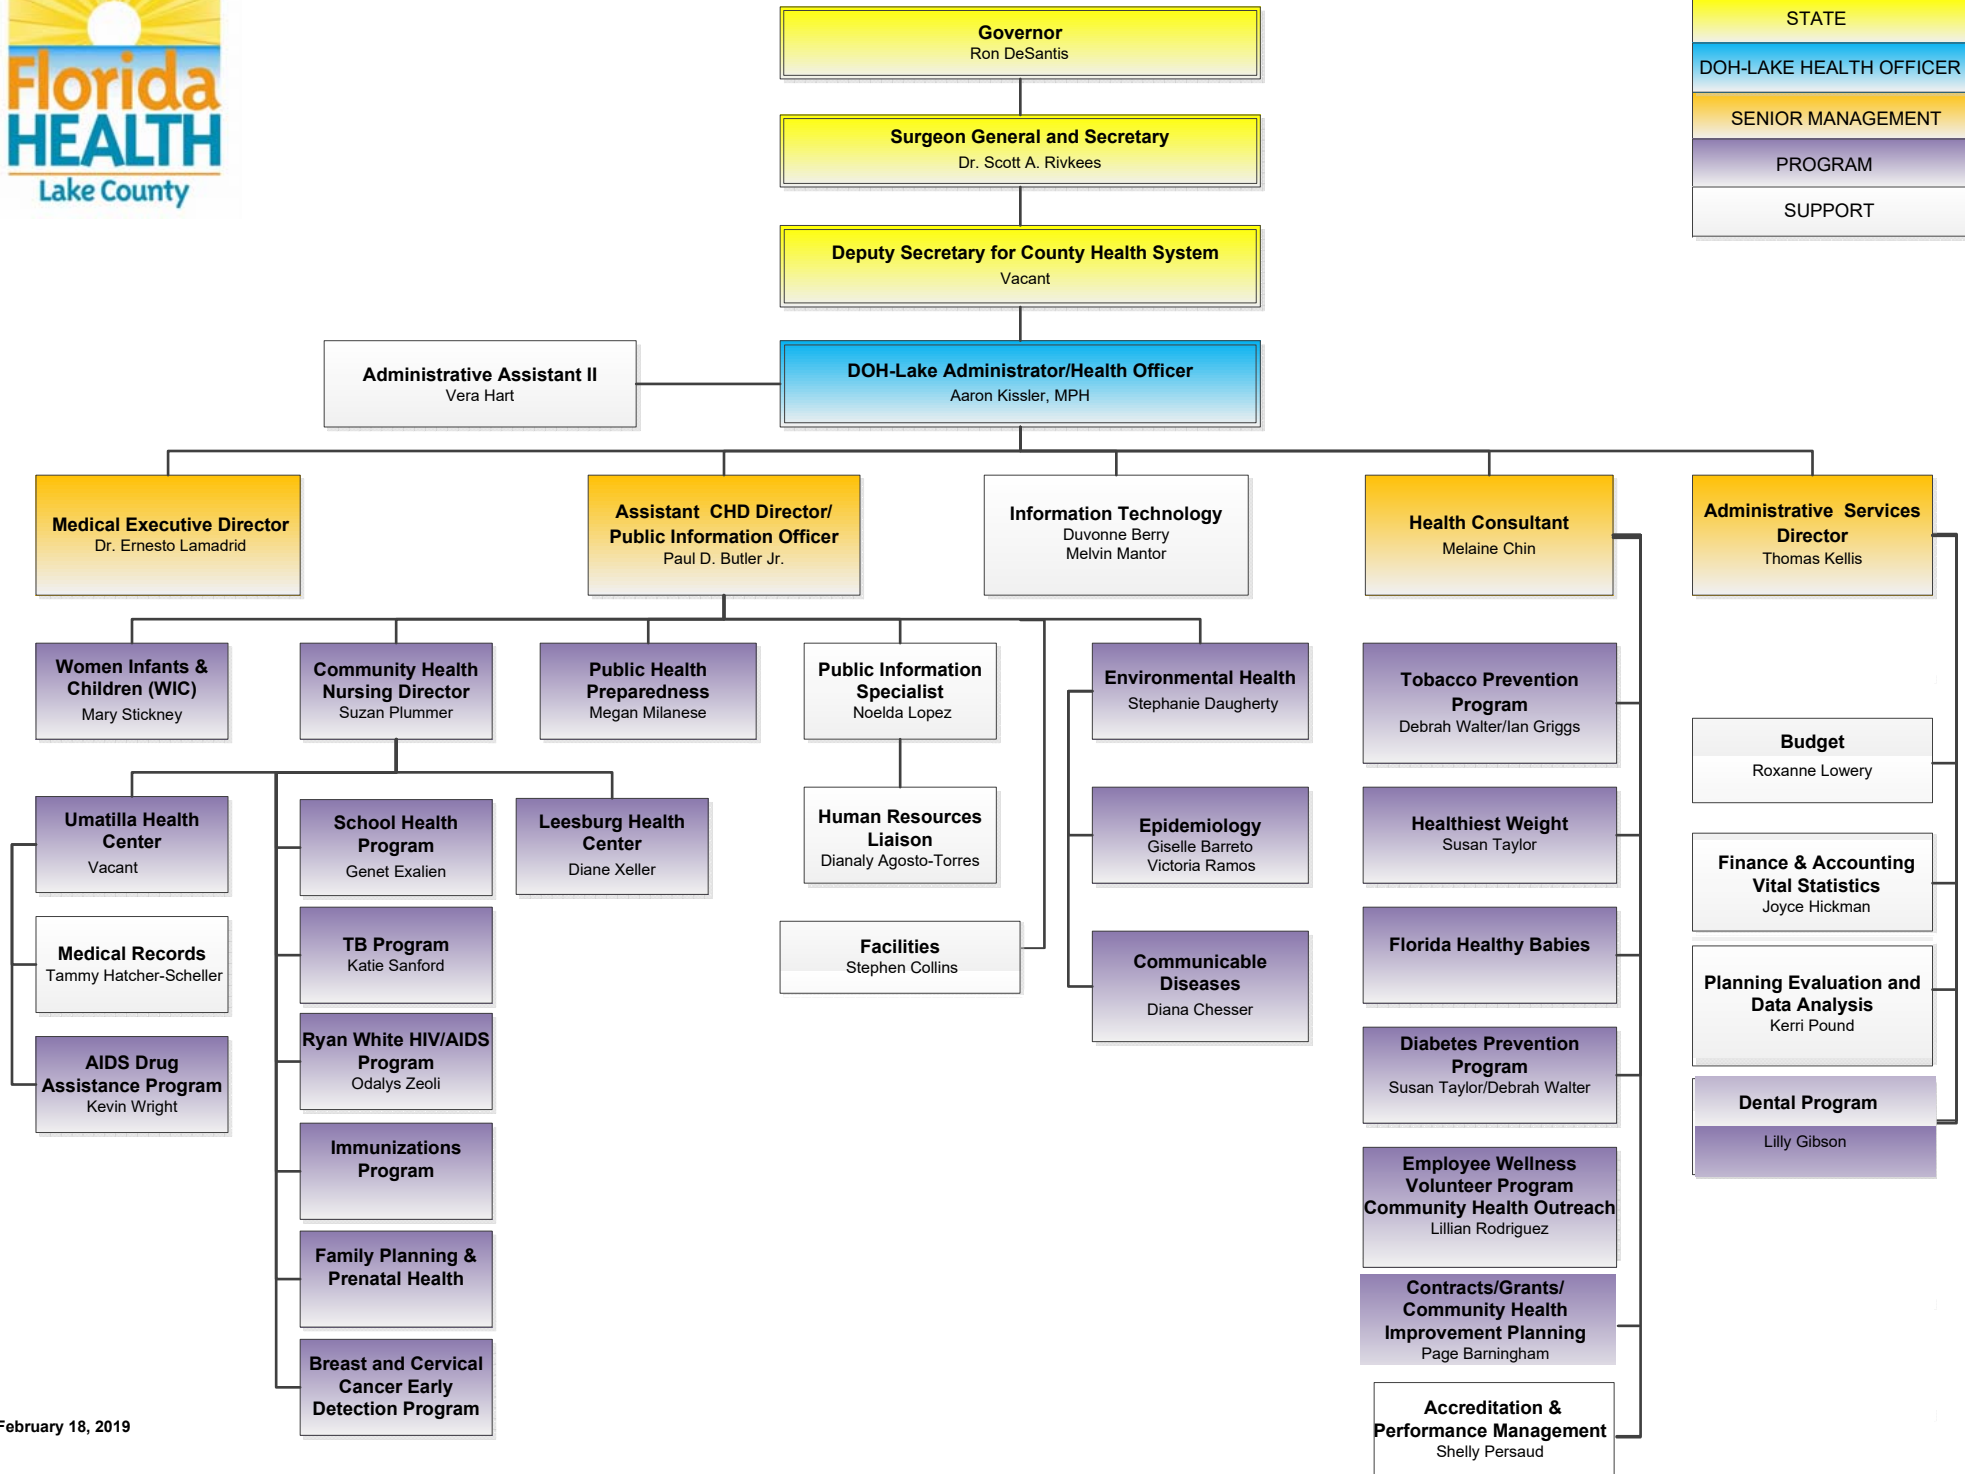 Florida
HEALTH
Lake County
STATE
DOH-LAKE HEALTH OFFICER
SENIOR MANAGEMENT
PROGRAM
SUPPORT
Governor
Ron DeSantis
Surgeon General and Secretary
Dr. Scott A. Rivkees
Deputy Secretary for County Health System
Vacant
Administrative Assistant II
Vera Hart
DOH-Lake Administrator/Health Officer
Aaron Kissler, MPH
Medical Executive Director
Dr. Ernesto Lamadrid
Assistant CHD Director/
Public Information Officer
Paul D. Butler Jr.
Information Technology
Duvonne Berry
Melvin Mantor
Health Consultant
Melaine Chin
Administrative Services
Director
Thomas Kellis
Women Infants &
Children (WIC)
Mary Stickney
Community Health
Nursing Director
Suzan Plummer
Public Health
Preparedness
Megan Milanese
Public Information
Specialist
Noelda Lopez
Environmental Health
Stephanie Daugherty
Tobacco Prevention
Program
Debrah Walter/Ian Griggs
Budget
Roxanne Lowery
Umatilla Health
Center
Vacant
School Health
Program
Genet Exalien
Leesburg Health
Center
Diane Xeller
Human Resources
Liaison
Dianaly Agosto-Torres
Epidemiology
Giselle Barreto
Victoria Ramos
Healthiest Weight
Susan Taylor
Finance & Accounting
Vital Statistics
Joyce Hickman
Medical Records
Tammy Hatcher-Scheller
TB Program
Katie Sanford
Facilities
Stephen Collins
Communicable
Diseases
Diana Chesser
Florida Healthy Babies
Planning Evaluation and
Data Analysis
Kerri Pound
AIDS Drug
Assistance Program
Kevin Wright
Ryan White HIV/AIDS
Program
Odalys Zeoli
Diabetes Prevention
Program
Susan Taylor/Debrah Walter
Dental Program
Lilly Gibson
Immunizations
Program
Employee Wellness
Volunteer Program
Community Health Outreach
Lillian Rodriguez
Family Planning &
Prenatal Health
Contracts/Grants/
Community Health
Improvement Planning
Page Barningham
Breast and Cervical
Cancer Early
Detection Program
Accreditation &
Performance Management
Shelly Persaud
February 18, 2019